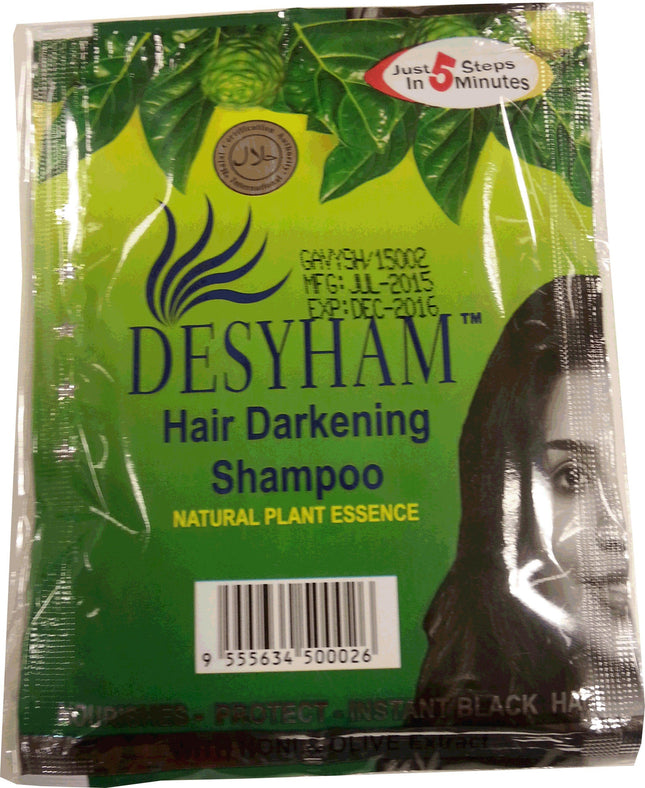 Just 5 Steps
In 5 Minutes
حلال
GAVYSH/15002
MFG: JUL-2015
EXP: DEC-2016
DESYHAM™
Hair Darkening
Shampoo
NATURAL PLANT ESSENCE
9 555634 500026
- PROTECT - INSTANT BLACK
& OLIVE Extract